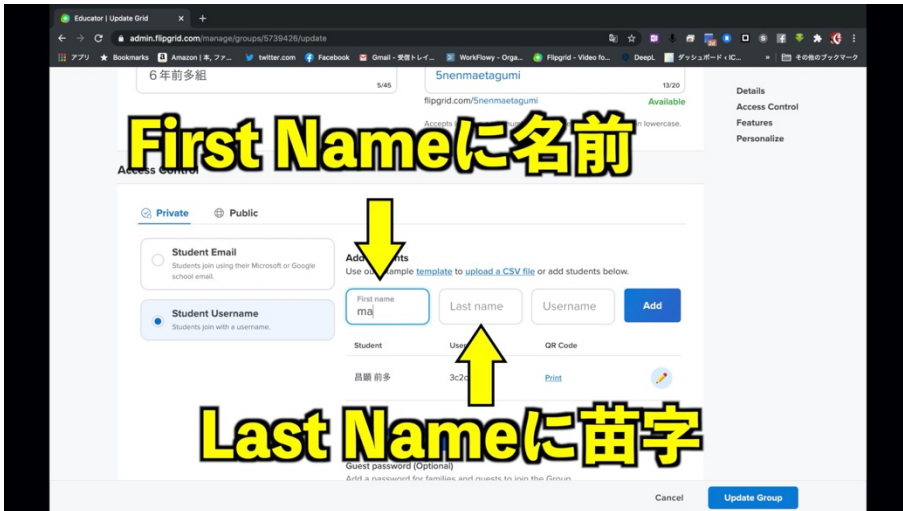 Educator | Update Grid
admin.flipgrid.com/manage/groups/5739426/update
アプリ Bookmarks Amazon | 本, ファ... twitter.com Facebook Gmail - 受信トレイ... WorkFlowy - Orga... Flipgrid - Video fo... DeepL ダッシュボード ‹ IC... » その他のブックマーク
６年前多組
5/45
5nenmaetagumi
13/20
flipgrid.com/5nenmaetagumi
Available
Accepts in lowercase.
Details
Access Control
Features
Personalize
First Nameに名前
Access Control
Private
Public
Student Email
Students join using their Microsoft or Google
school email.
Student Username
Students join with a username.
Add
Use our example template to upload a CSV file or add students below.
First name
ma
Last name
Username
Add
Student
QR Code
昌顕 前多
Print
Last Nameに苗字
Guest password (Optional)
Add a password for families and guests to join the Group.
Cancel
Update Group